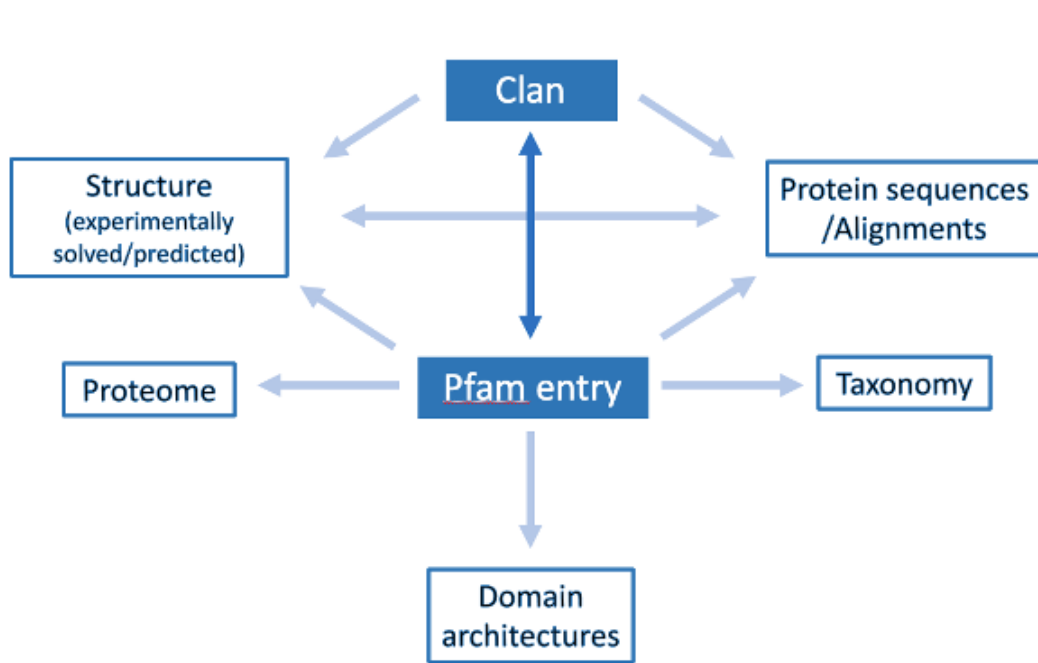 Clan
Structure
(experimentally
solved/predicted)
Protein sequences
/Alignments
Proteome
Pfam entry
Taxonomy
Domain
architectures